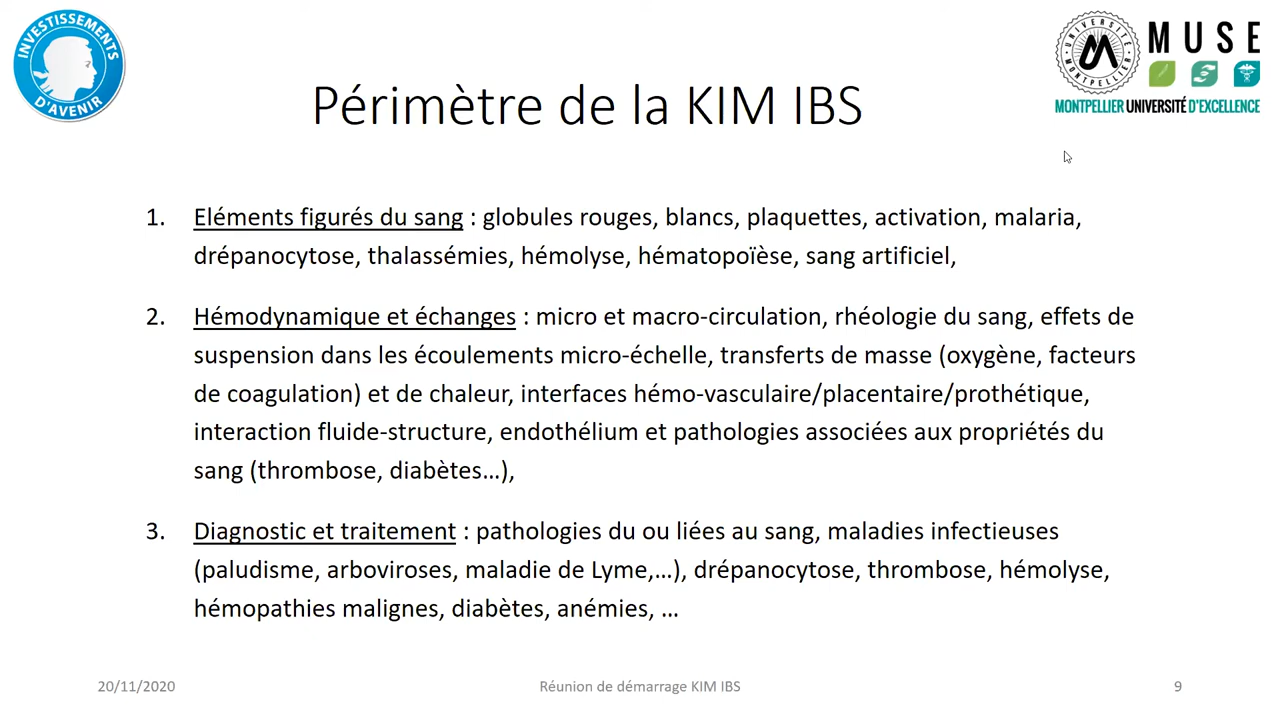 INVESTISSEMENTS
D'AVENIR
UNIVERSITÉ
MONTPELLIER
MUSE
MONTPELLIER UNIVERSITÉ D'EXCELLENCE
Périmètre de la KIM IBS
1. Eléments figurés du sang : globules rouges, blancs, plaquettes, activation, malaria,
drépanocytose, thalassémies, hémolyse, hématopoïèse, sang artificiel,
2. Hémodynamique et échanges : micro et macro-circulation, rhéologie du sang, effets de
suspension dans les écoulements micro-échelle, transferts de masse (oxygène, facteurs
de coagulation) et de chaleur, interfaces hémo-vasculaire/placentaire/prothétique,
interaction fluide-structure, endothélium et pathologies associées aux propriétés du
sang (thrombose, diabètes…),
3. Diagnostic et traitement : pathologies du ou liées au sang, maladies infectieuses
(paludisme, arboviroses, maladie de Lyme,…), drépanocytose, thrombose, hémolyse,
hémopathies malignes, diabètes, anémies, …
20/11/2020
Réunion de démarrage KIM IBS
9